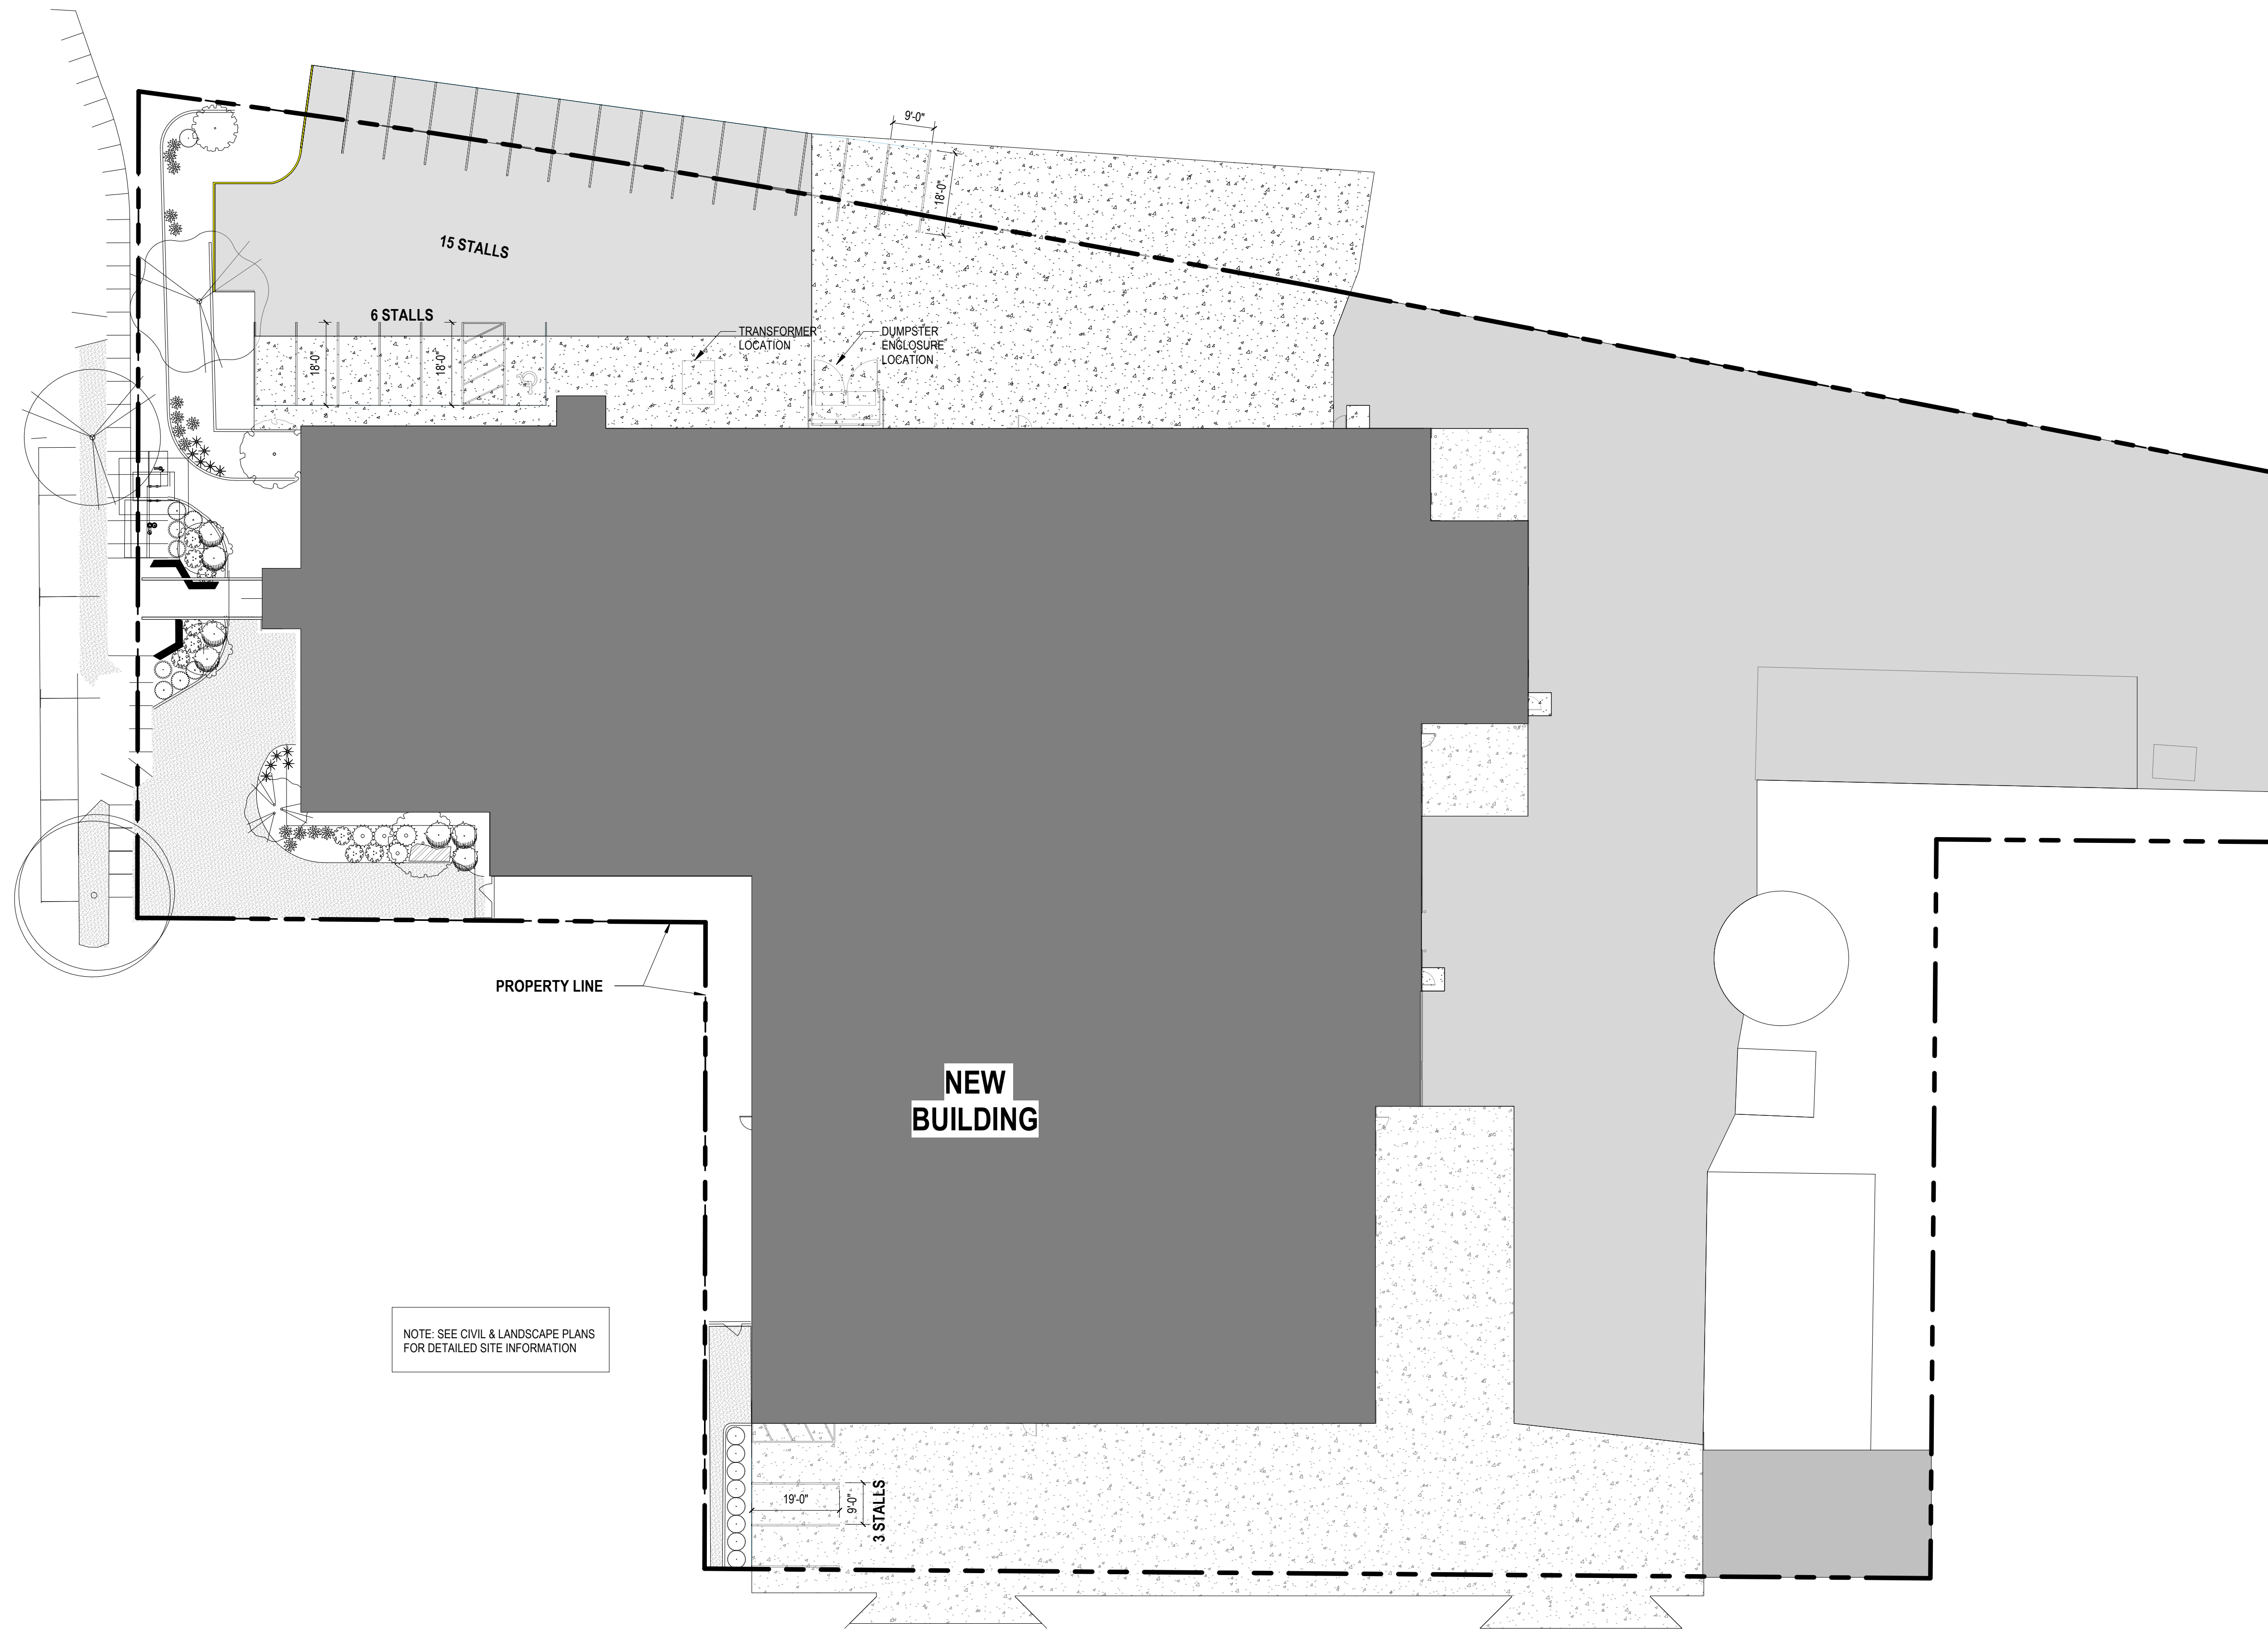 9'-0"
18'-0"
15 STALLS
6 STALLS
18'-0"
18'-0"
TRANSFORMER
LOCATION
DUMPSTER
ENCLOSURE
LOCATION
PROPERTY LINE
NEW
BUILDING
NOTE: SEE CIVIL & LANDSCAPE PLANS
FOR DETAILED SITE INFORMATION
19'-0"
9'-0"
3 STALLS